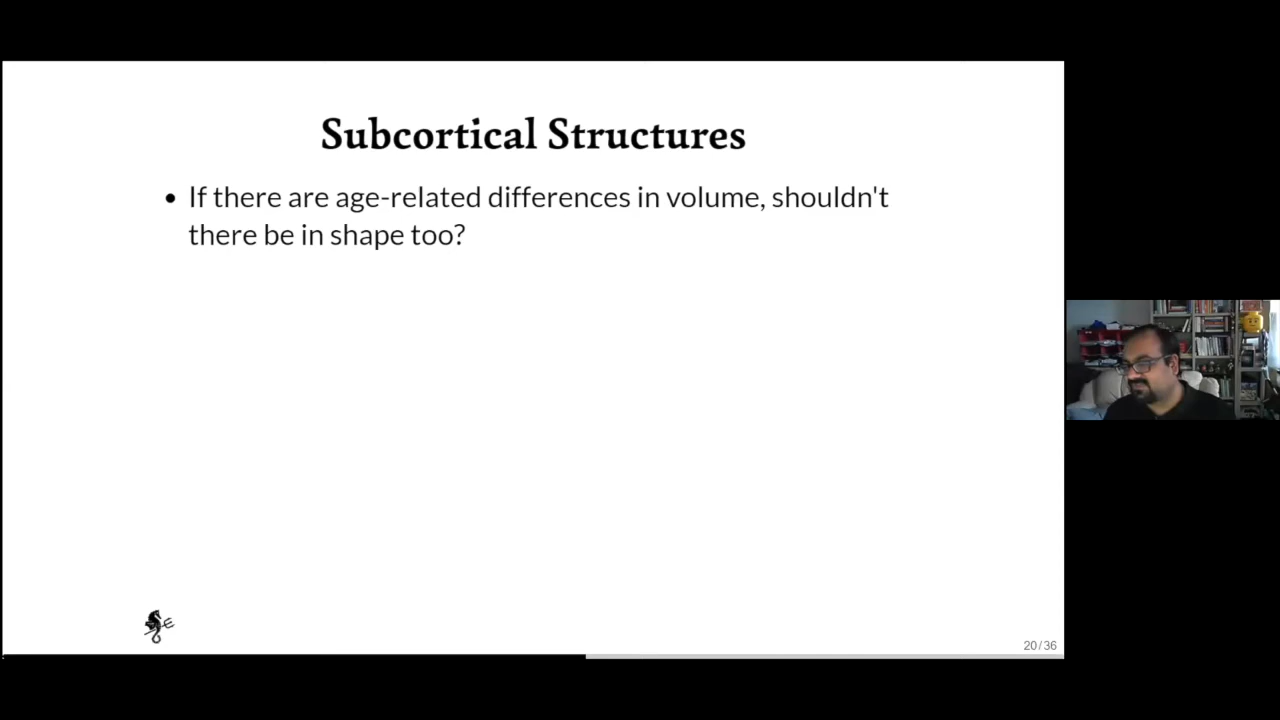 Subcortical Structures
• If there are age-related differences in volume, shouldn't
there be in shape too?
20/36